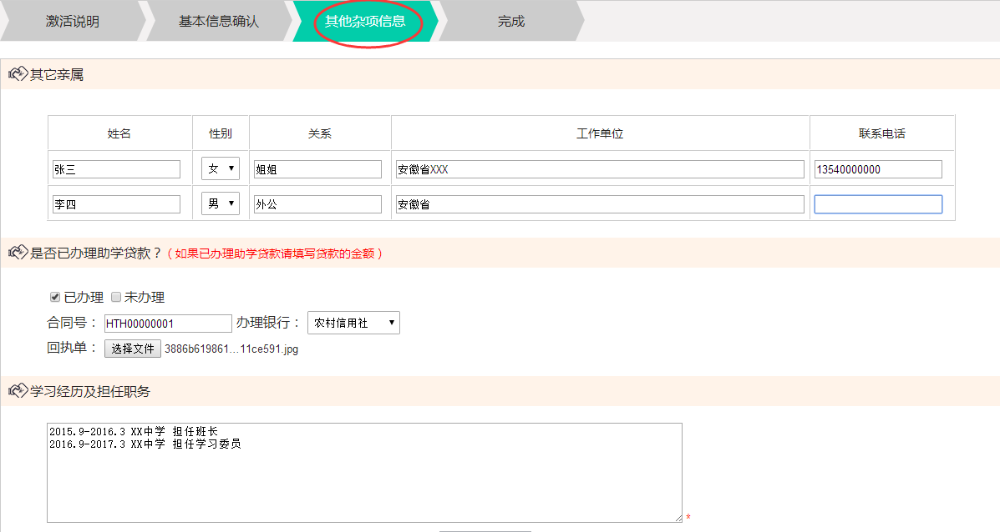 激活说明 基本信息确认 其他杂项信息 完成
其它亲属
姓名 性别 关系 工作单位 联系电话
张三 女 姐姐 安徽省XXX 13540000000
李四 男 外公 安徽省
是否已办理助学贷款？（如果已办理助学贷款请填写贷款的金额）
已办理 未办理
合同号： HTH00000001 办理银行： 农村信用社
回执单： 选择文件 3886b619861...11ce591.jpg
学习经历及担任职务
2015.9-2016.3 XX中学 担任班长
2016.9-2017.3 XX中学 担任学习委员
*